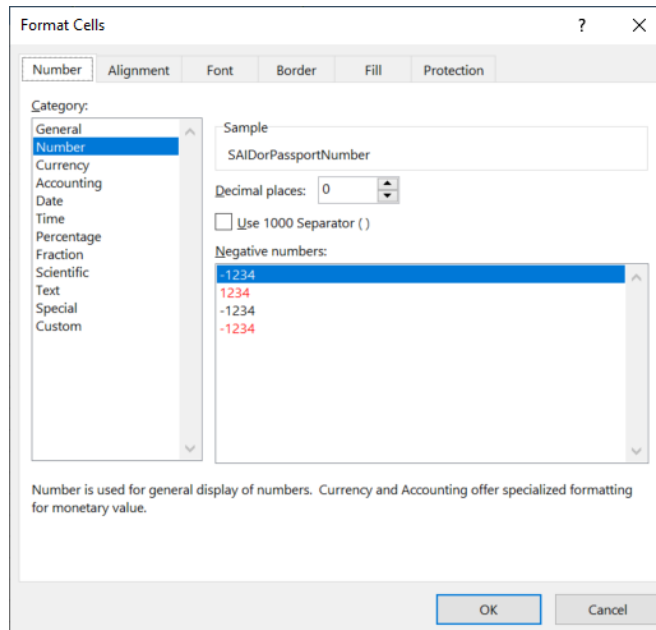 Format Cells
?
Number
Alignment
Font
Border
Fill
Protection
Category:
General
Number
Currency
Accounting
Date
Time
Percentage
Fraction
Scientific
Text
Special
Custom
Sample
SAIDorPassportNumber
Decimal places: 0
Use 1000 Separator ( )
Negative numbers:
-1234
1234
-1234
-1234
Number is used for general display of numbers.  Currency and Accounting offer specialized formatting
for monetary value.
OK
Cancel